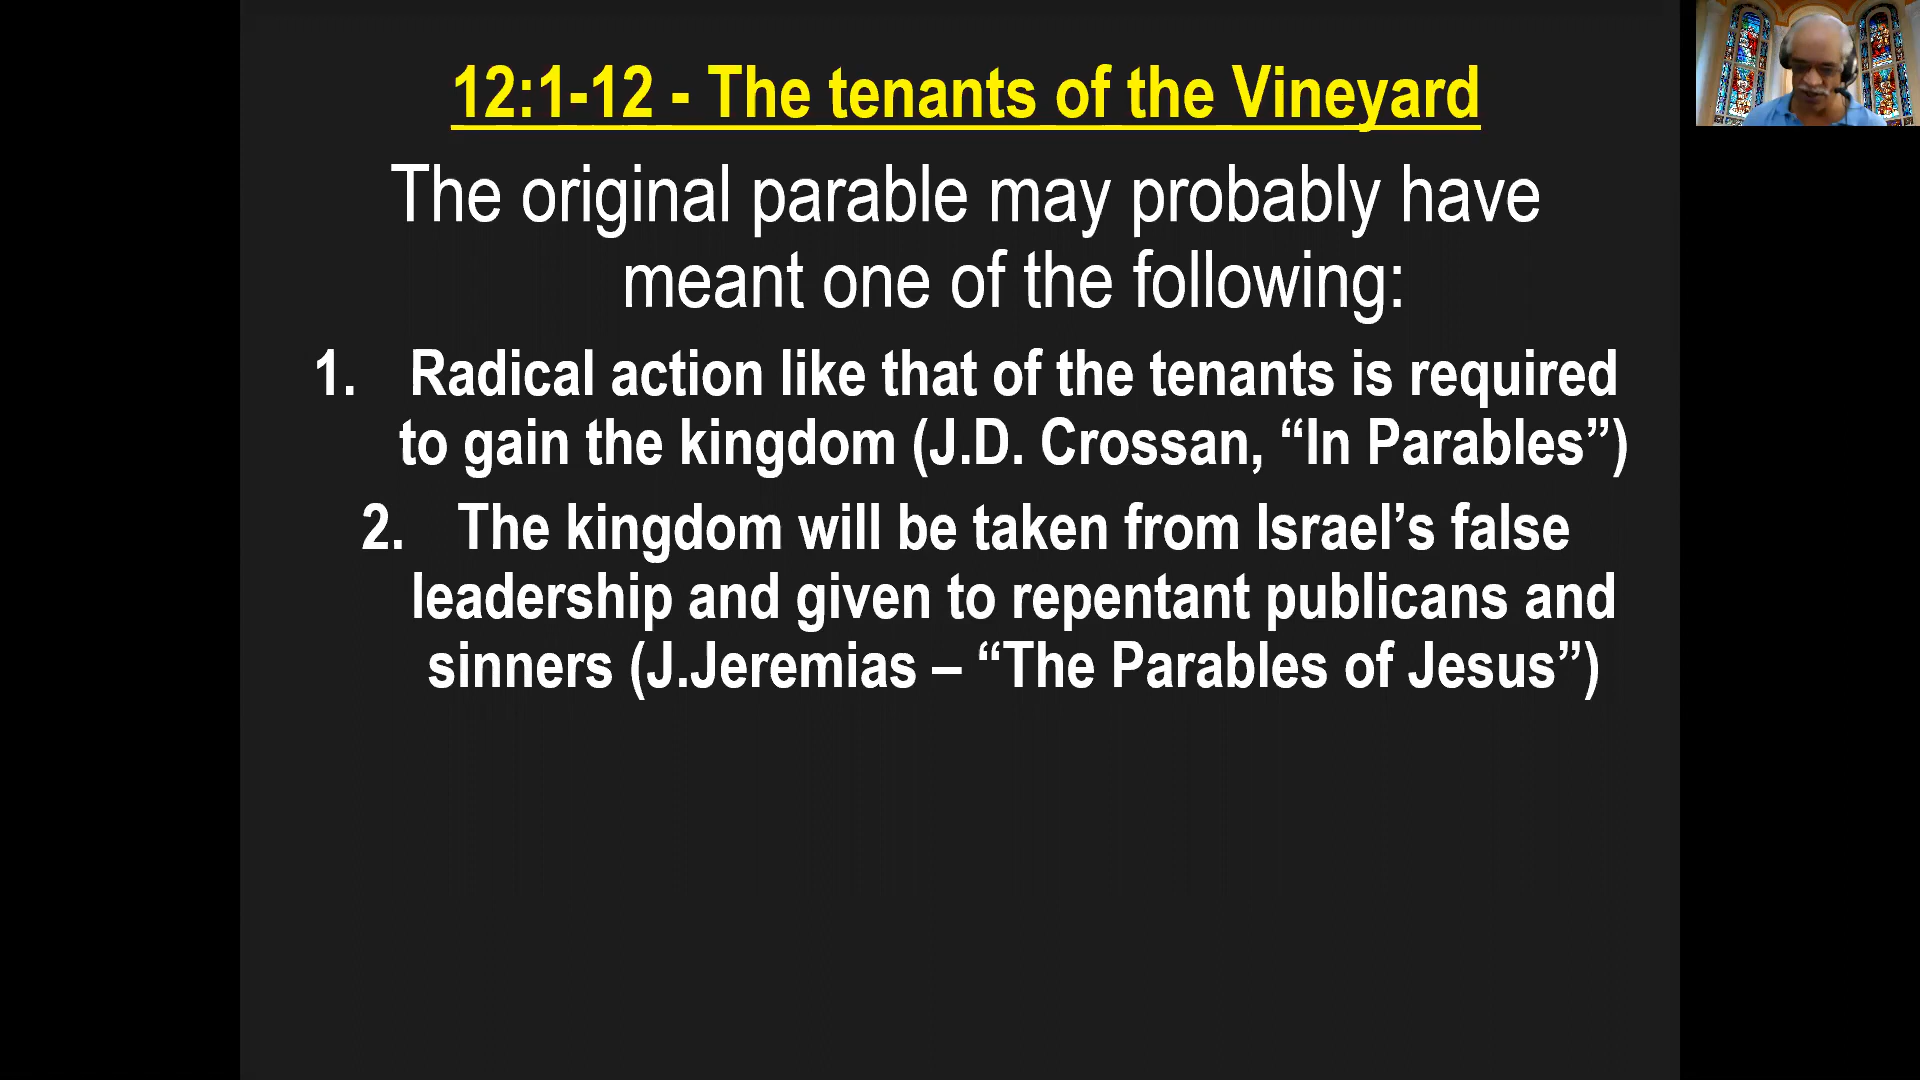 12:1-12 - The tenants of the Vineyard
The original parable may probably have
meant one of the following:
1. Radical action like that of the tenants is required
to gain the kingdom (J.D. Crossan, “In Parables”)
2. The kingdom will be taken from Israel’s false
leadership and given to repentant publicans and
sinners (J.Jeremias – “The Parables of Jesus”)